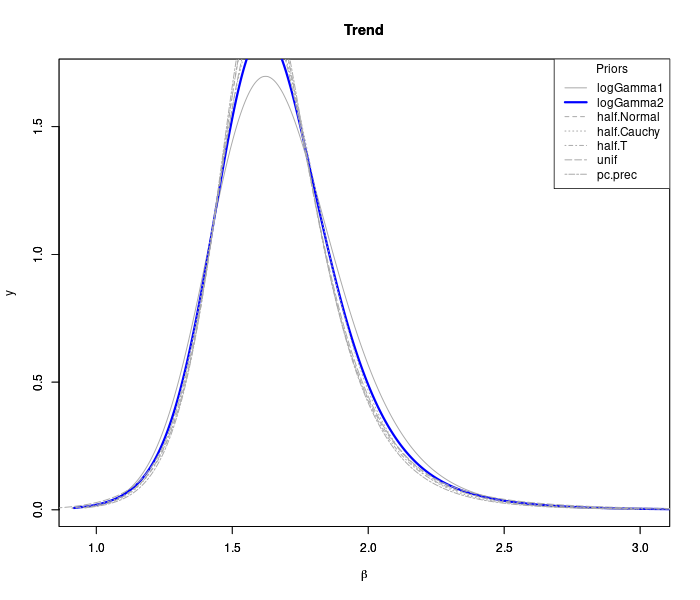 Trend
Priors
logGamma1
logGamma2
half.Normal
half.Cauchy
half.T
unif
pc.prec
y
1.5
1.0
0.5
0.0
1.0
1.5
2.0
2.5
3.0
β